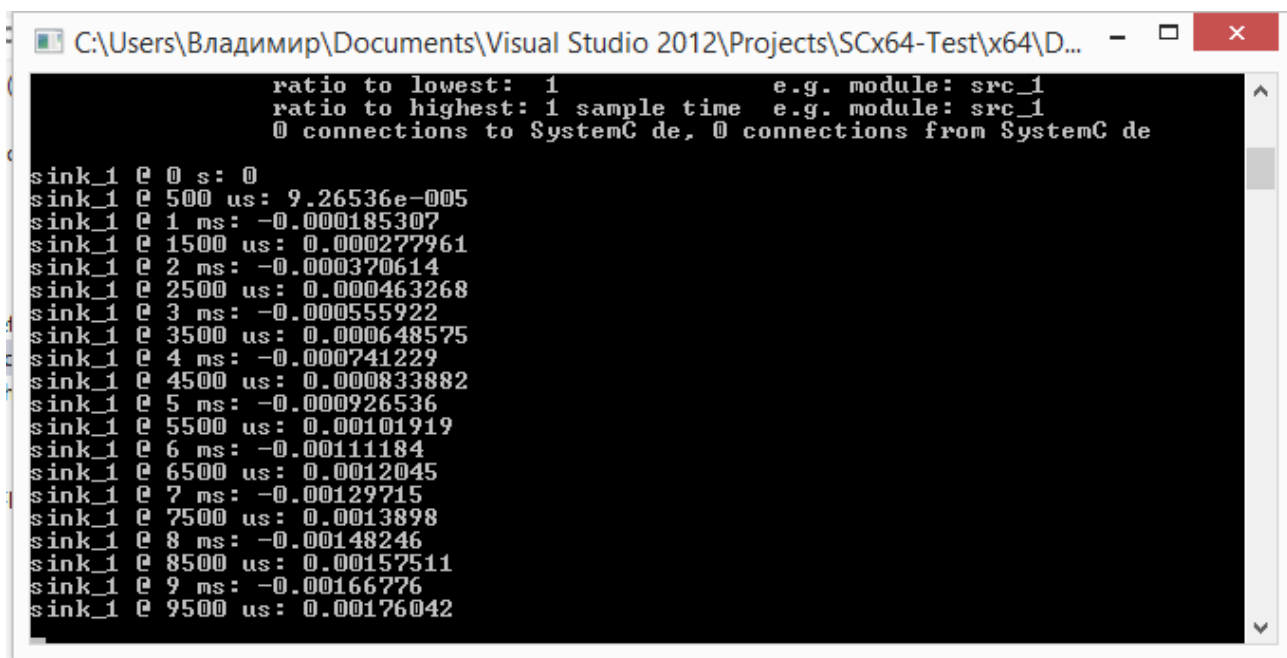 C:\Users\Владимир\Documents\Visual Studio 2012\Projects\SCx64-Test\x64\D...
ratio to lowest: 1 e.g. module: src_1
ratio to highest: 1 sample time e.g. module: src_1
0 connections to SystemC de, 0 connections from SystemC de
sink_1 @ 0 s: 0
sink_1 @ 500 us: 9.26536e-005
sink_1 @ 1 ms: -0.000185307
sink_1 @ 1500 us: 0.000277961
sink_1 @ 2 ms: -0.000370614
sink_1 @ 2500 us: 0.000463268
sink_1 @ 3 ms: -0.000555922
sink_1 @ 3500 us: 0.000648575
sink_1 @ 4 ms: -0.000741229
sink_1 @ 4500 us: 0.000833882
sink_1 @ 5 ms: -0.000926536
sink_1 @ 5500 us: 0.00101919
sink_1 @ 6 ms: -0.00111184
sink_1 @ 6500 us: 0.0012045
sink_1 @ 7 ms: -0.00129715
sink_1 @ 7500 us: 0.0013898
sink_1 @ 8 ms: -0.00148246
sink_1 @ 8500 us: 0.00157511
sink_1 @ 9 ms: -0.00166776
sink_1 @ 9500 us: 0.00176042